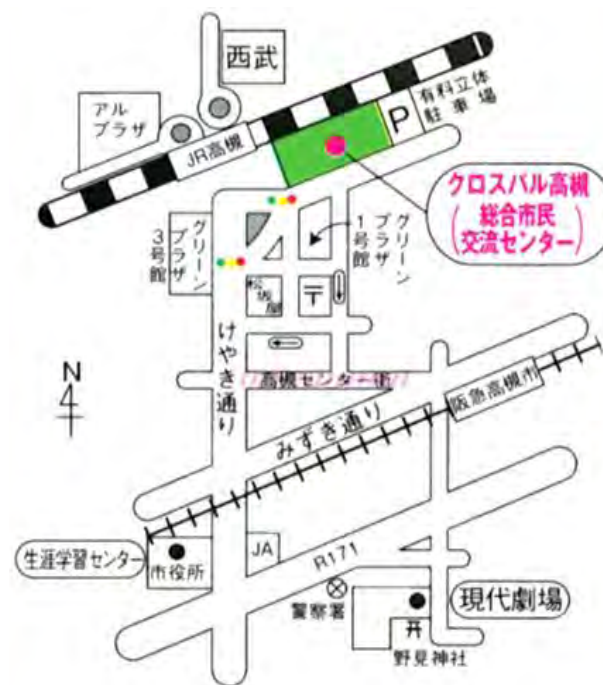 西武
アル
プラザ
JR高槻
有料立体
駐車場
P
クロスパル高槻
(総合市民
交流センター)
グリーン
プラザ
3号館
グリーン
プラザ
1号館
松坂屋
〒
けやき通り
高槻センター街
N
みずき通り
阪急高槻市
生涯学習センター
市役所
JA
R171
警察署
現代劇場
野見神社